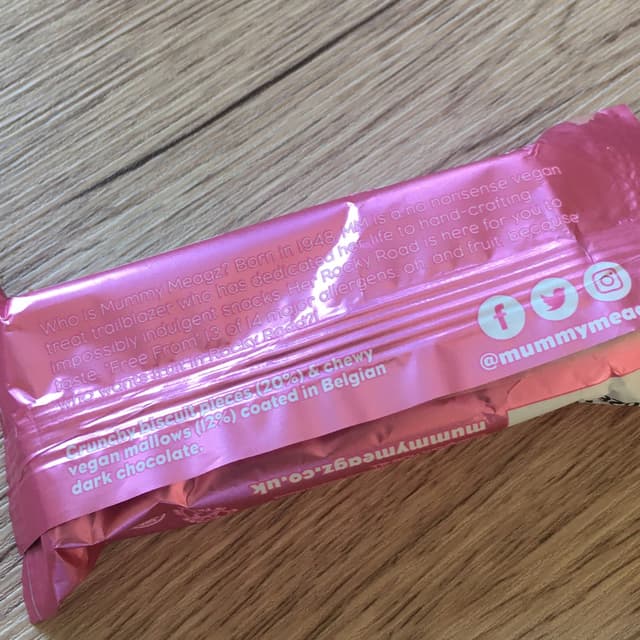 Who is Mummy Meagz? Born in 1946, is a no nonsense vegan
treat trailblazer who has dedicated her life to hand-crafting
impossibly indulgent snacks. Her Rocky Road is here for you to
taste. Free from 13 of 14 major allergens, oil and fruit, because
who wants fruit in Rocky Road!
Crunchy biscuit pieces (20%) & chewy
vegan mallows (12%) coated in Belgian
dark chocolate.
@mummymeag
mummymeagz.co.uk